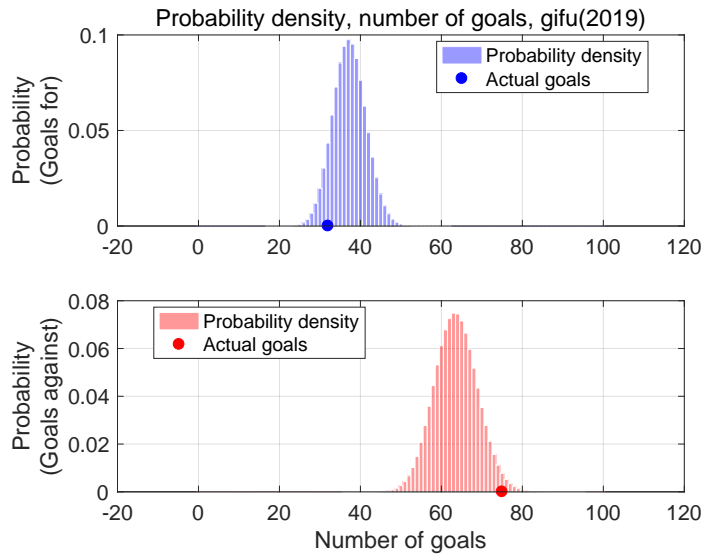 Probability density, number of goals, gifu(2019)
Probability
(Goals for)
0.1
0.05
0
Probability density
Actual goals
-20 0 20 40 60 80 100 120
Probability
(Goals against)
0.08
0.06
0.04
0.02
0
Probability density
Actual goals
-20 0 20 40 60 80 100 120
Number of goals